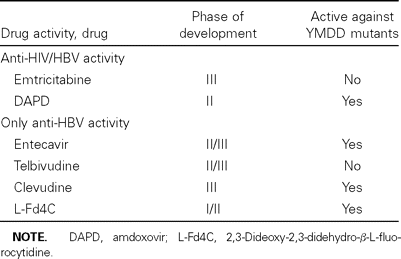 Drug activity, drug Phase of development Active against YMDD mutants
Anti-HIV/HBV activity
Emtricitabine III No
DAPD II Yes
Only anti-HBV activity
Entecavir II/III Yes
Telbivudine II/III No
Clevudine III Yes
L-Fd4C I/II Yes
NOTE. DAPD, amdoxovir; L-Fd4C, 2,3-Dideoxy-2,3-didehydro-β-L-fluo-
rocytidine.